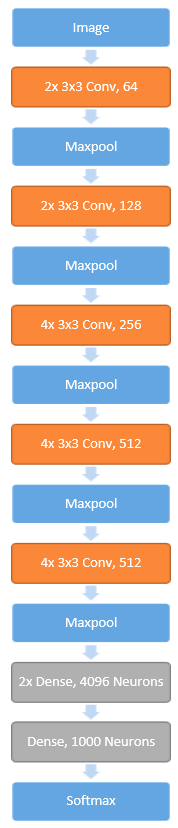 Image
2x 3x3 Conv, 64
Maxpool
2x 3x3 Conv, 128
Maxpool
4x 3x3 Conv, 256
Maxpool
4x 3x3 Conv, 512
Maxpool
4x 3x3 Conv, 512
Maxpool
2x Dense, 4096 Neurons
Dense, 1000 Neurons
Softmax